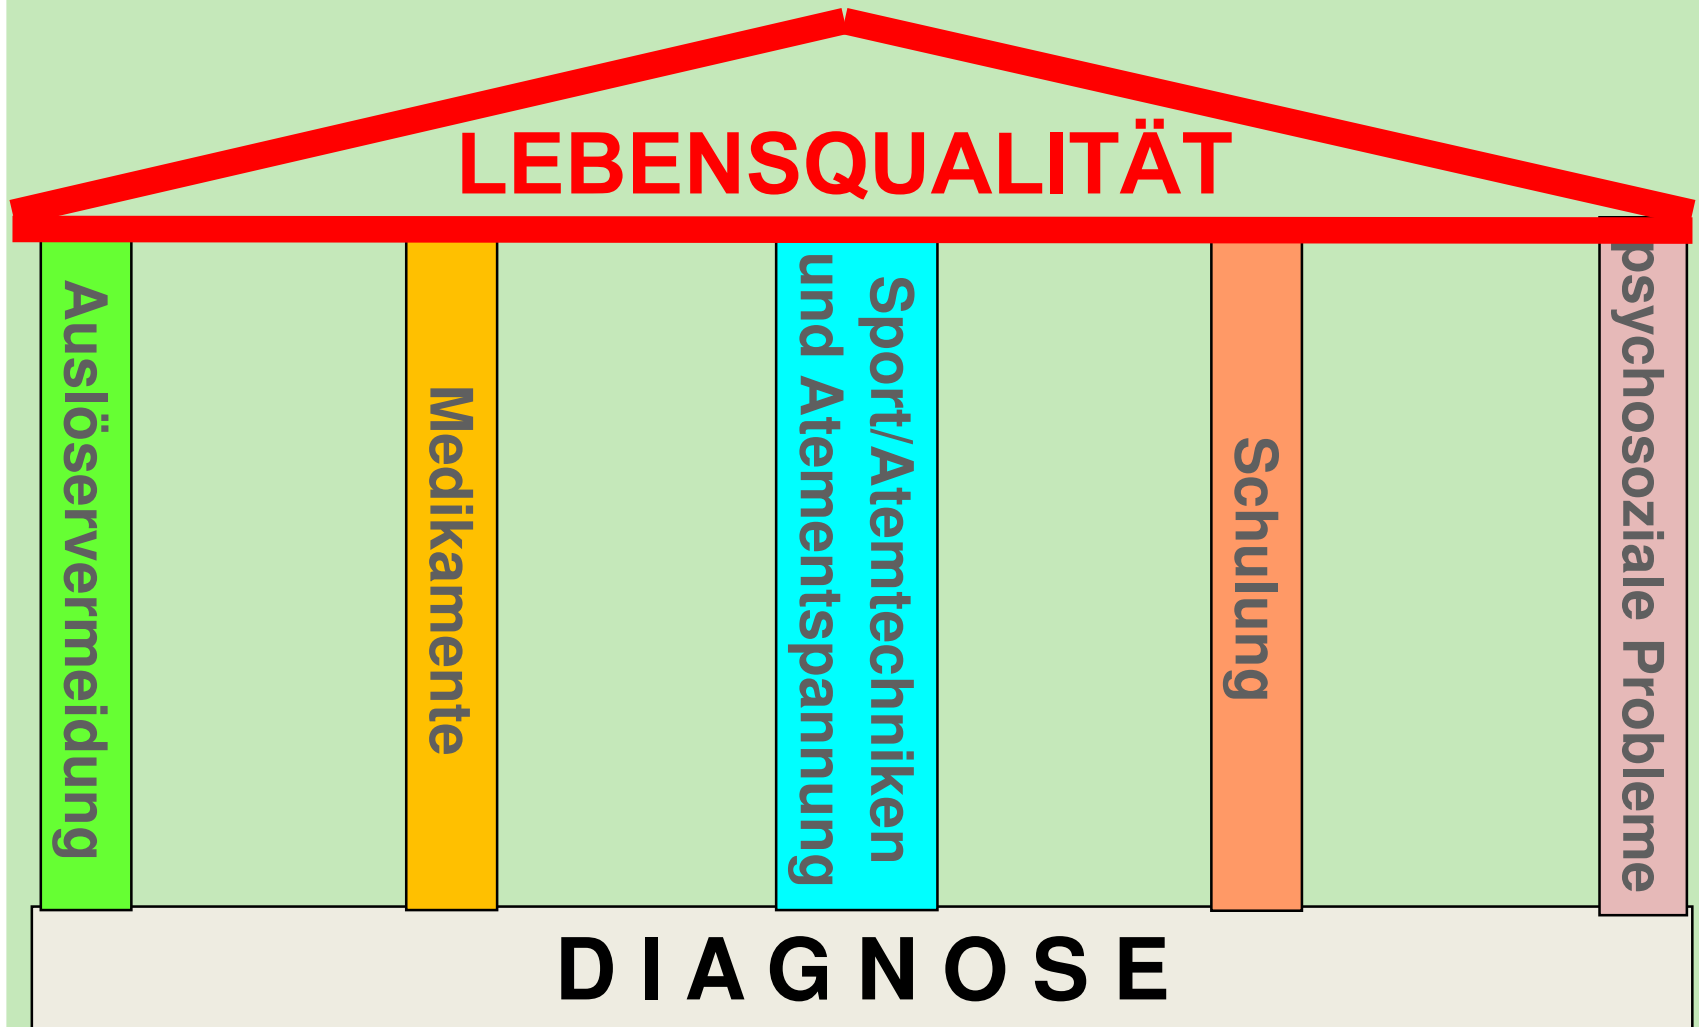 LEBENSQUALITÄT
Auslöservermeidung
Medikamente
Sport/Atemtechniken
und Atementspannung
Schulung
psychosoziale Probleme
DIAGNOSE